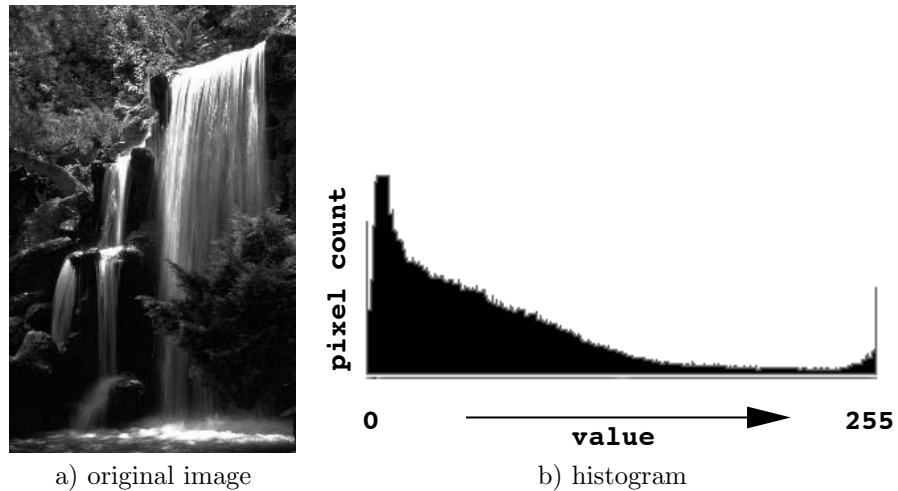 pixel count
0
255
value
a) original image
b) histogram